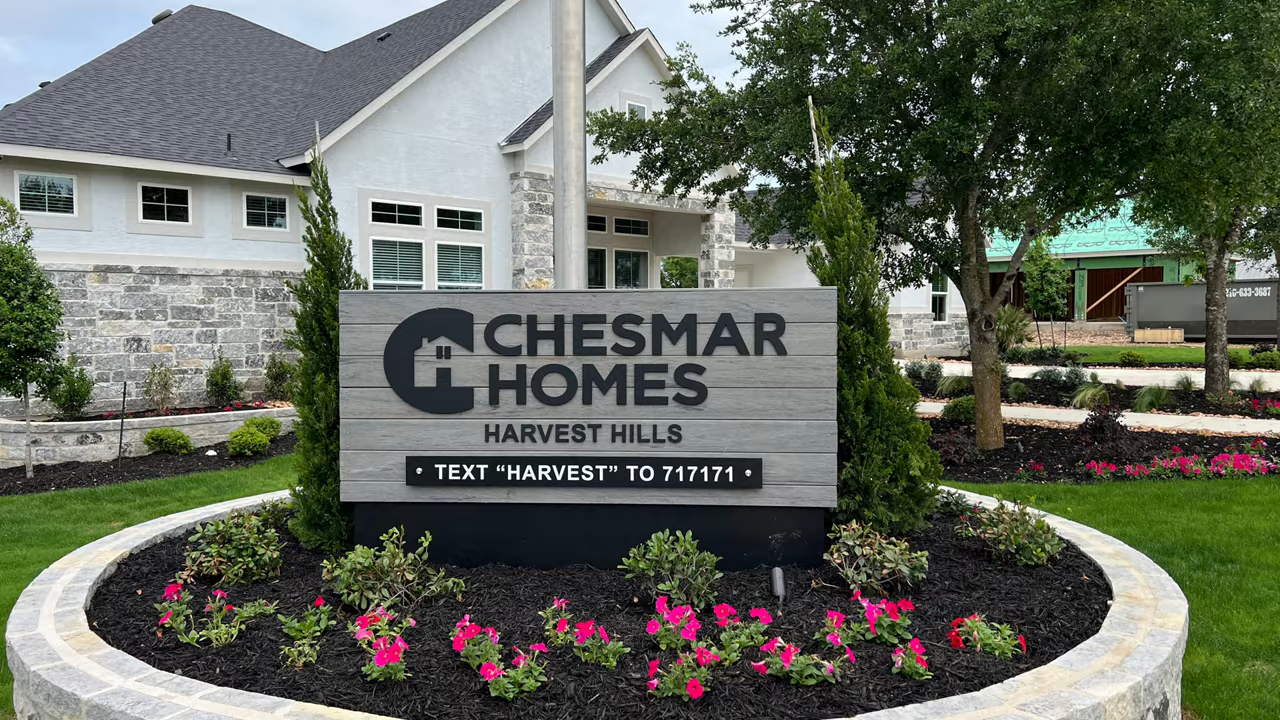 CHESMAR
HOMES
HARVEST HILLS
TEXT “HARVEST” TO 717171